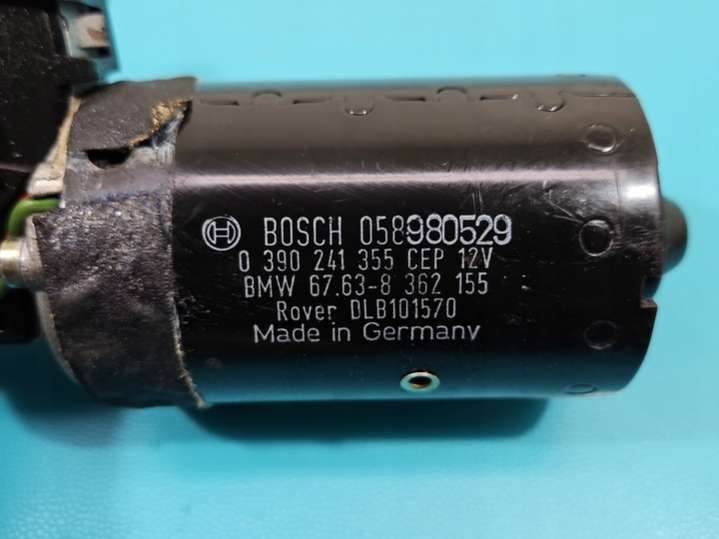 BOSCH 058980529
0 390 241 355 CEP 12V
BMW 67.63-8 362 155
Rover DLB101570
Made in Germany